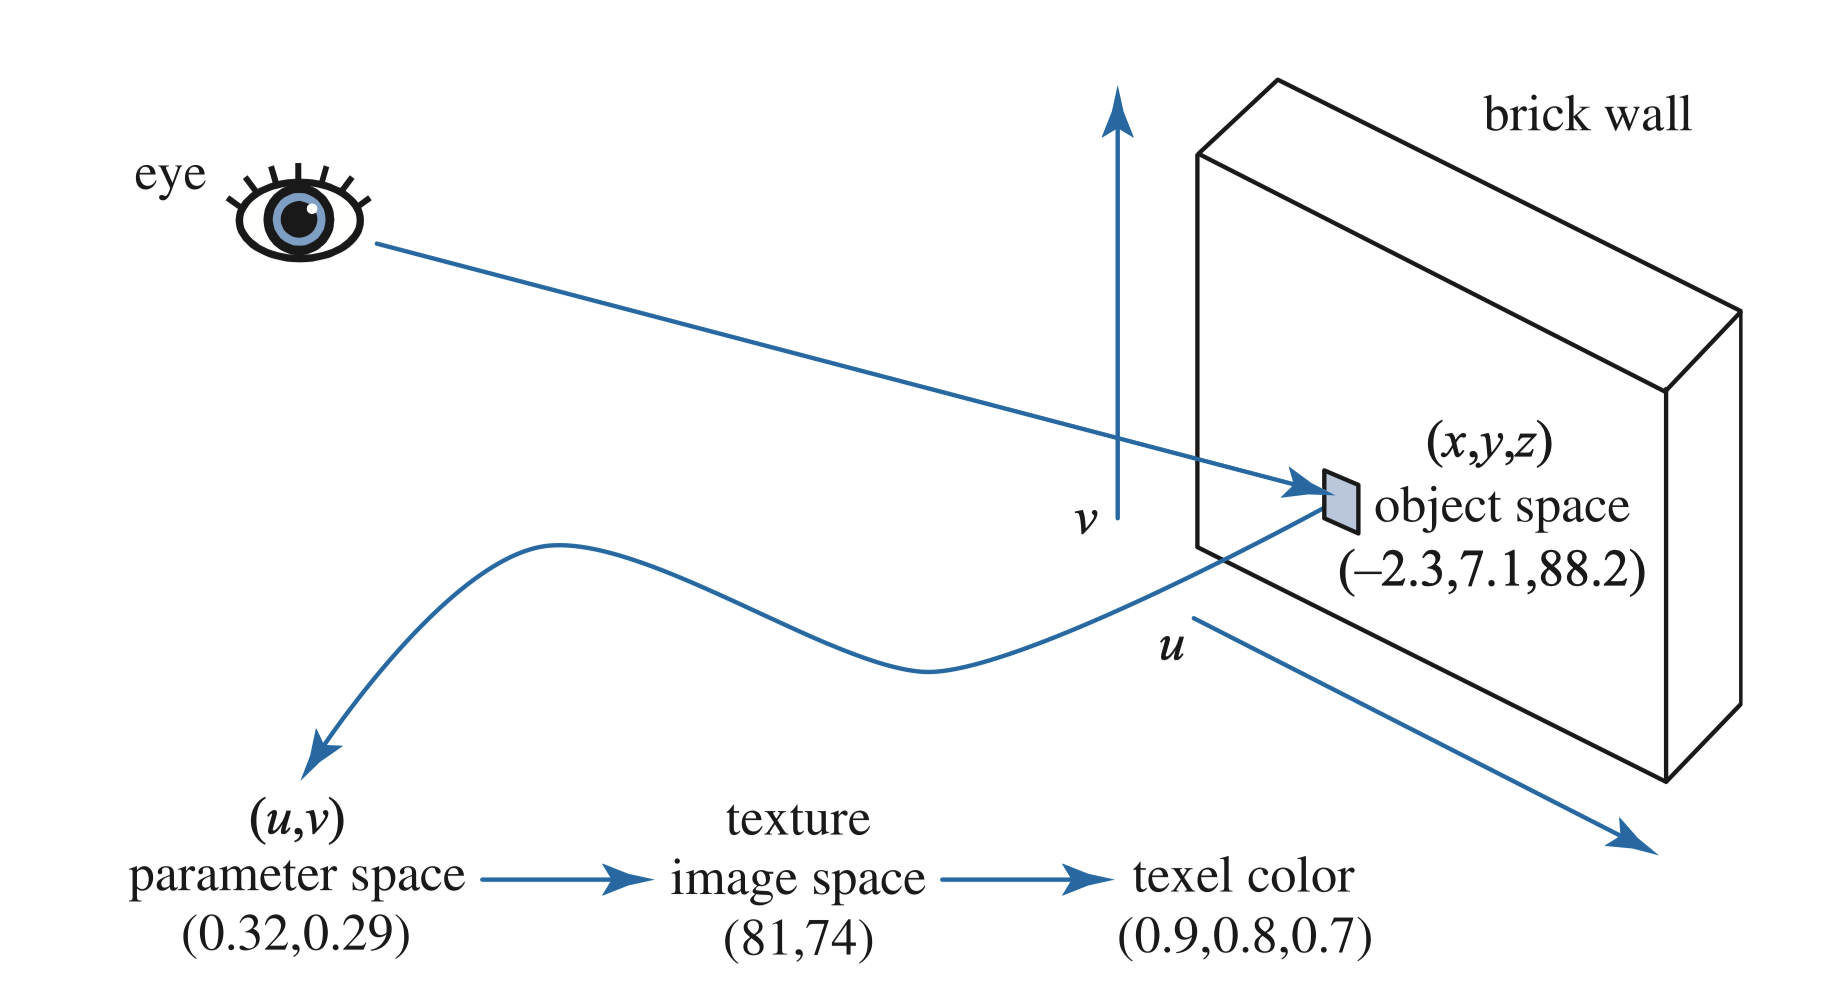 brick wall
eye
(x,y,z)
object space
(–2.3,7.1,88.2)
v
u
(u,v)
parameter space
(0.32,0.29)
texture
image space
(81,74)
texel color
(0.9,0.8,0.7)